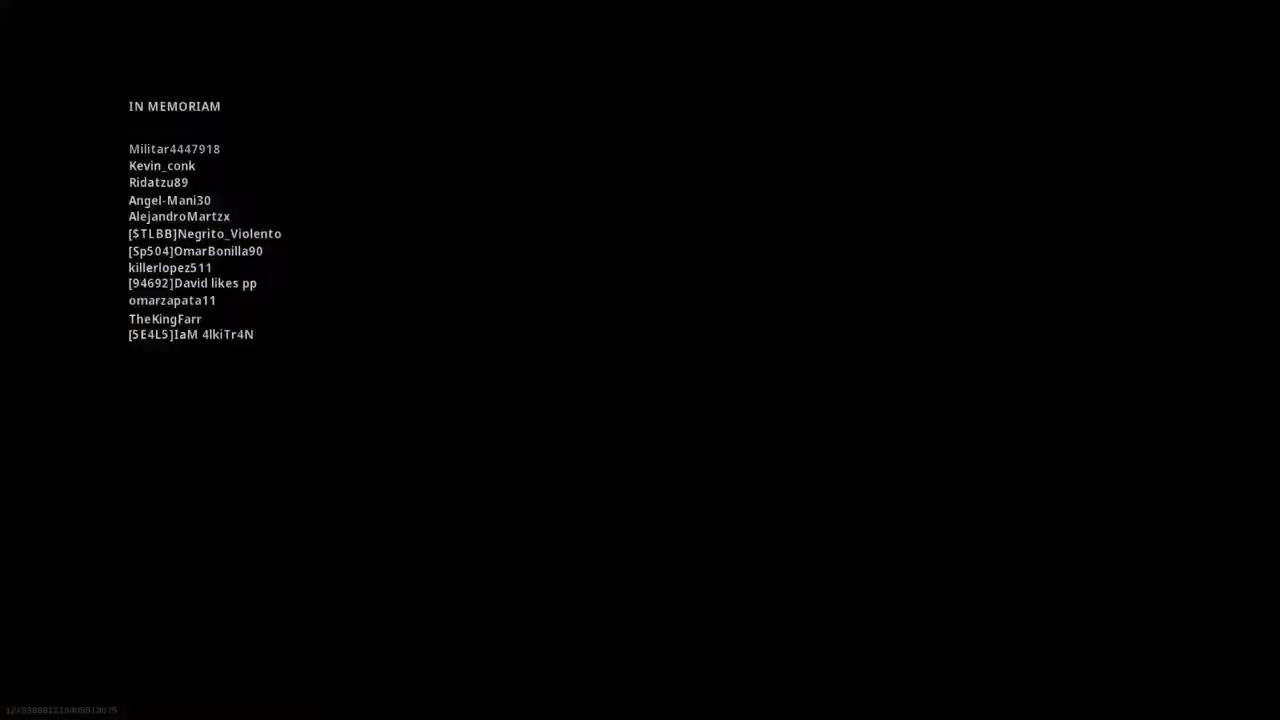 IN MEMORIAM
Militar4447918
Kevin_conk
Ridatzu89
Angel-Mani30
AlejandroMartzx
[$TLBB]Negrito_Violento
[Sp504]OmarBonilla90
killerlopez511
[94692]David likes pp
omarzapata11
TheKingFarr
[5E4L5]IaM 4lkiTr4N